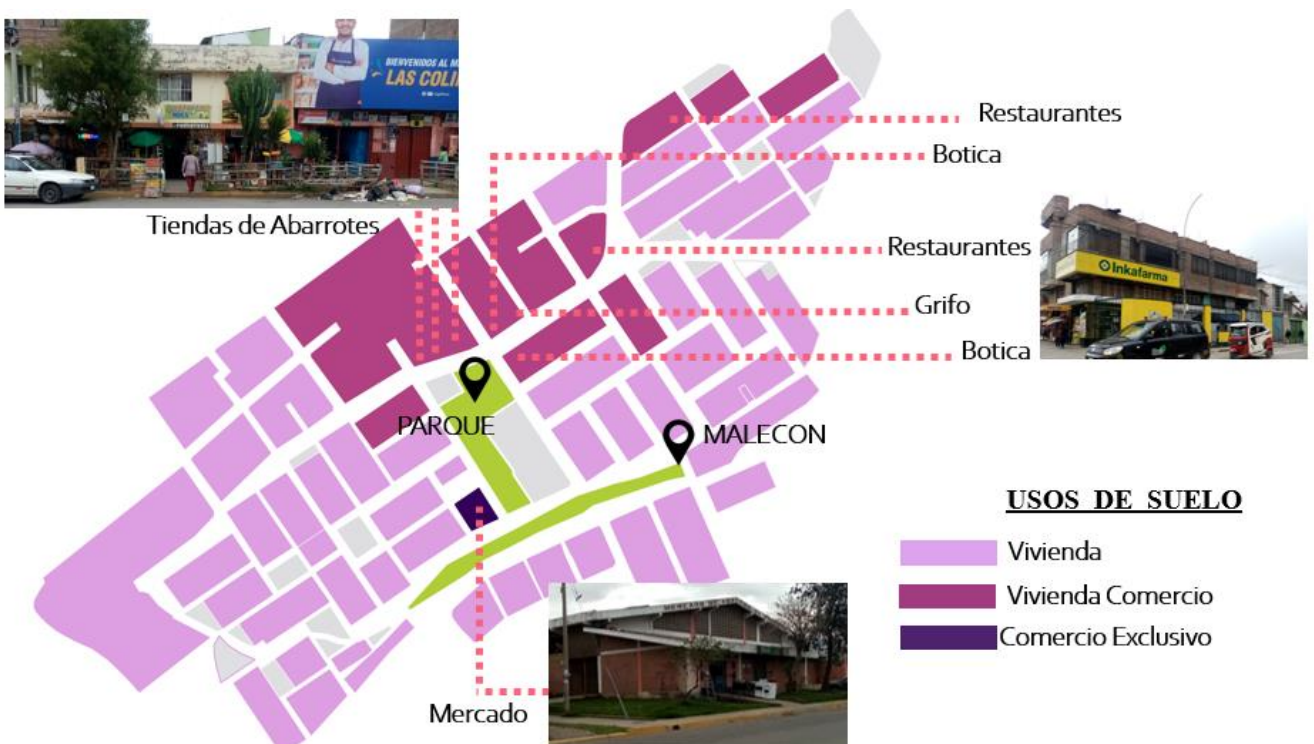 BIENVENIDOS AL M
LAS COLI
Restaurantes
Botica
Tiendas de Abarrotes
Restaurantes
Inkafarma
Grifo
Botica
PARQUE
MALECON
USOS DE SUELO
Vivienda
Vivienda Comercio
Comercio Exclusivo
Mercado
MERCADO